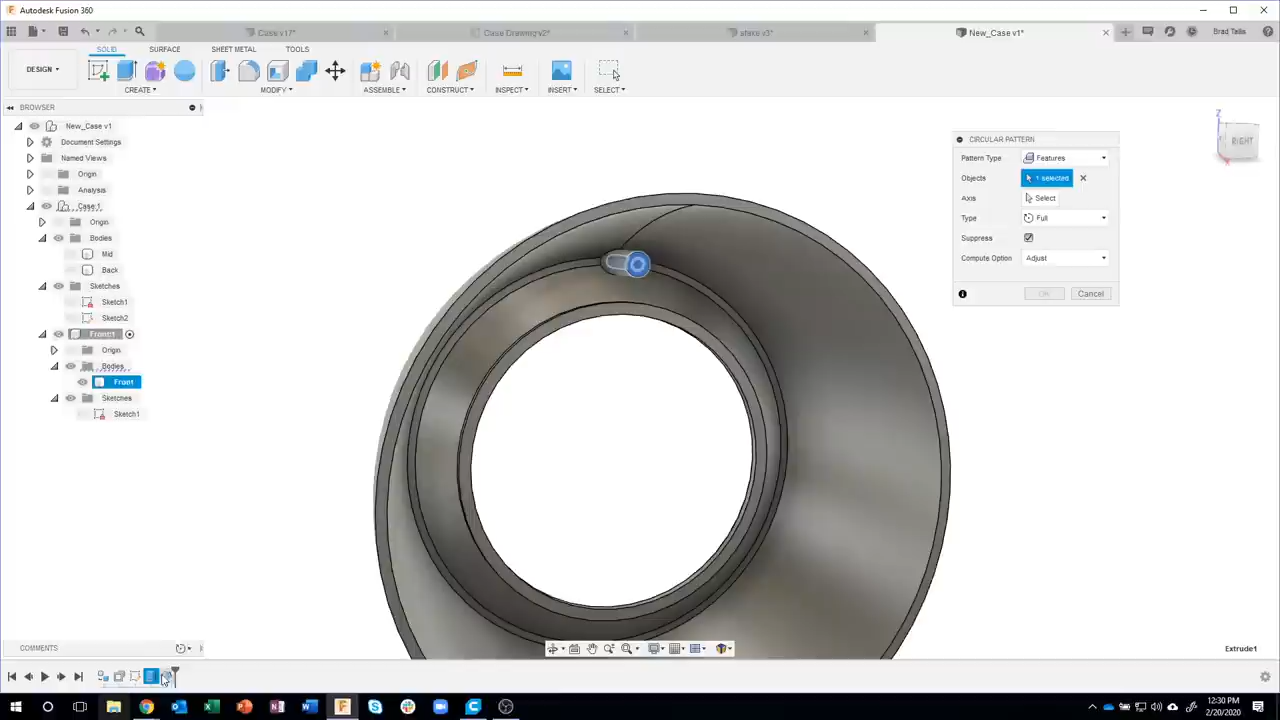 Autodesk Fusion 360
Case v17*
Case Drawing v2*
stake v3*
New_Case v1*
Brad Tallis
SOLID
SURFACE
SHEET METAL
TOOLS
DESIGN
CREATE
MODIFY
ASSEMBLE
CONSTRUCT
INSPECT
INSERT
SELECT
BROWSER
New_Case v1
Document Settings
Named Views
Origin
Analysis
Case:1
Origin
Bodies
Mid
Back
Sketches
Sketch1
Sketch2
Front:1
Origin
Bodies
Front
Sketches
Sketch1
CIRCULAR PATTERN
Pattern Type
Features
Objects
1 selected
Axis
Select
Type
Full
Suppress
Compute Option
Adjust
OK
Cancel
Z
RIGHT
COMMENTS
Extrude1
12:30 PM
2/20/2020